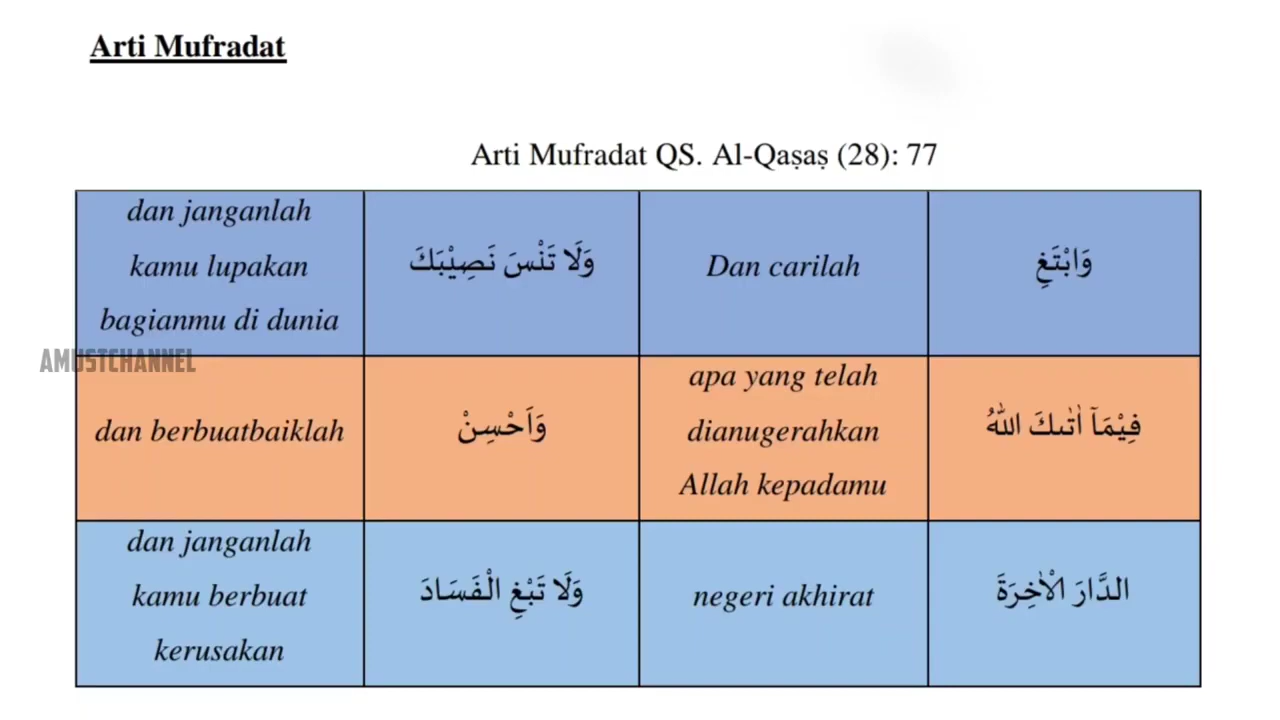 Arti Mufradat
Arti Mufradat QS. Al-Qaṣaṣ (28): 77
dan janganlah
kamu lupakan
bagianmu di dunia
وَلَا تَنْسَ نَصِيْبَكَ
Dan carilah
وَابْتَغِ
AMUSTCHANNEL
dan berbuatbaiklah
وَاَحْسِنْ
apa yang telah
dianugerahkan
Allah kepadamu
فِيْمَآ اٰتٰىكَ اللّٰهُ
dan janganlah
kamu berbuat
kerusakan
وَلَا تَبْغِ الْفَسَادَ
negeri akhirat
الدَّارَ الْاٰخِرَةَ